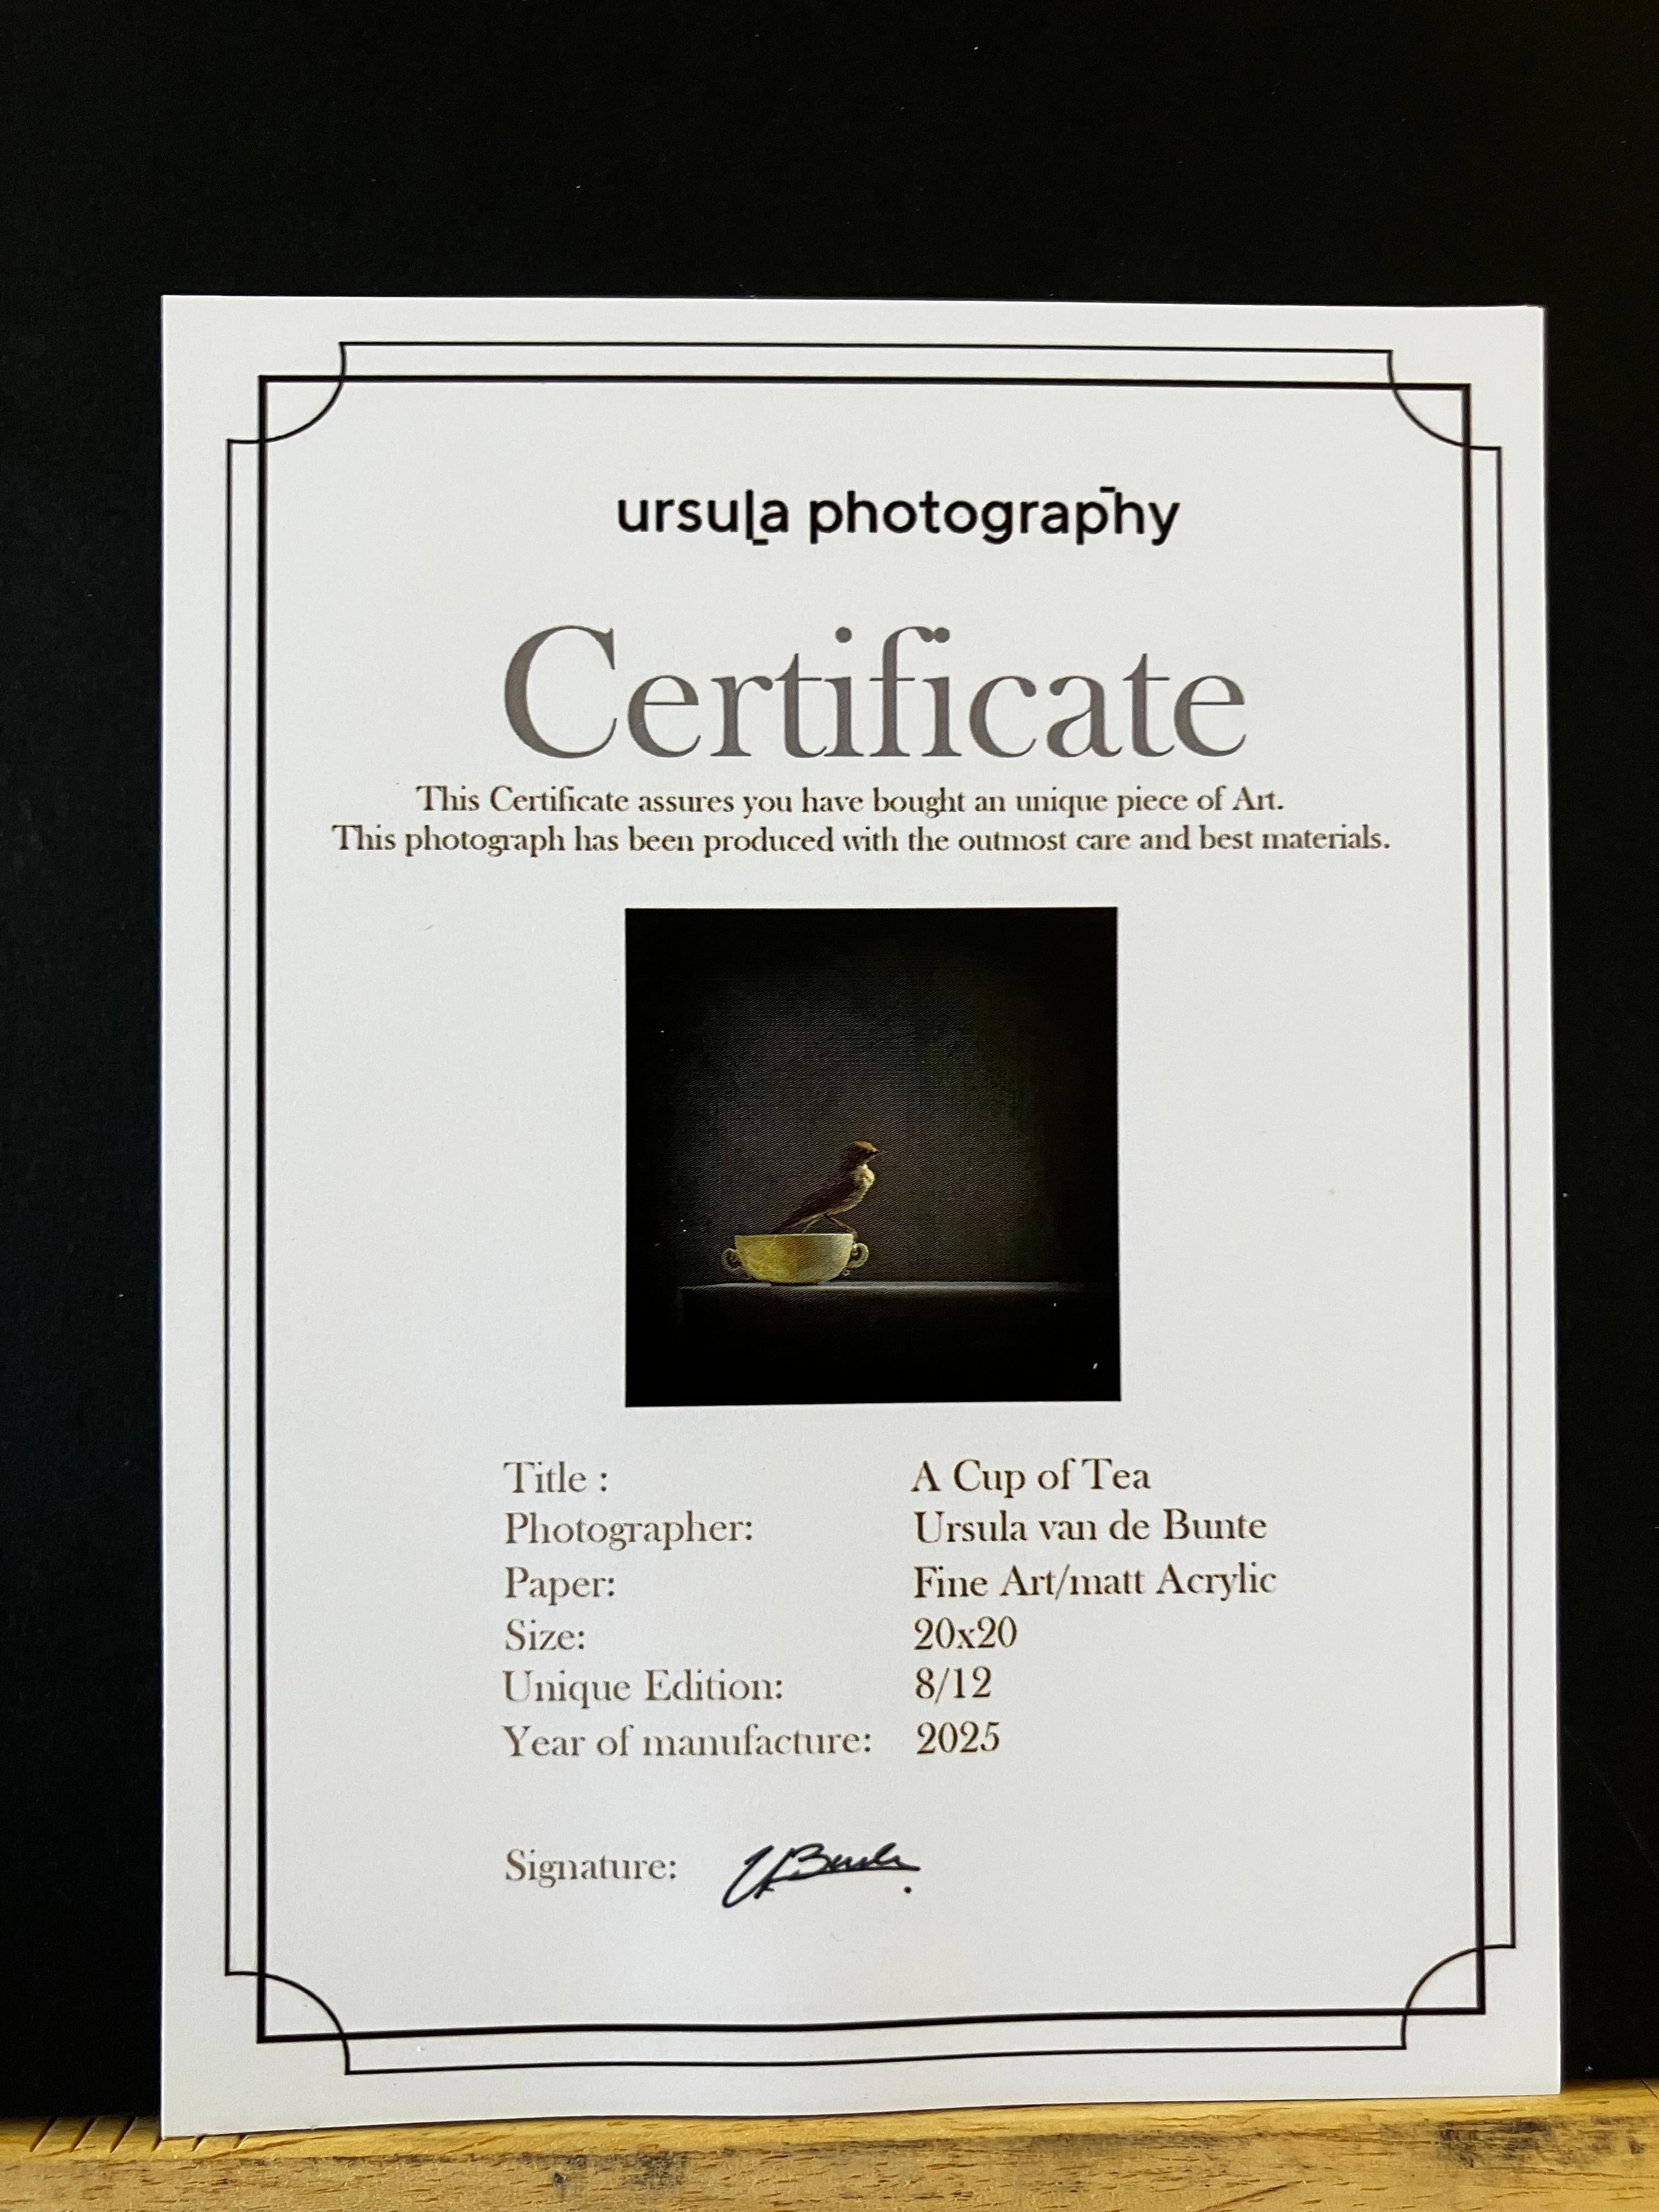 ursula photography
Certificate
This Certificate assures you have bought an unique piece of Art.
This photograph has been produced with the outmost care and best materials.
Title : A Cup of Tea
Photographer: Ursula van de Bunte
Paper: Fine Art/matt Acrylic
Size: 20x20
Unique Edition: 8/12
Year of manufacture: 2025
Signature: